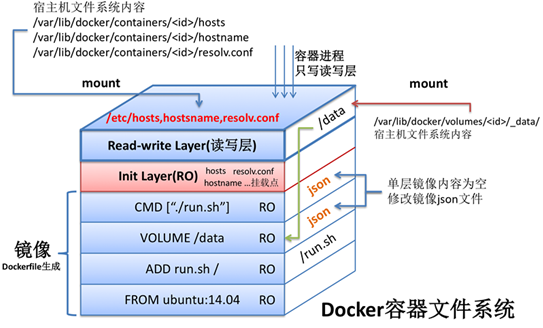 宿主机文件系统内容
/var/lib/docker/containers/<id>/hosts
/var/lib/docker/containers/<id>/hostname
/var/lib/docker/containers/<id>/resolv.conf
mount
容器进程
只写读写层
mount
/etc/hosts,hostsname,resolv.conf
/data
/var/lib/docker/volumes/<id>/_data/
宿主机文件系统内容
Read-write Layer(读写层)
Init Layer(RO) hosts resolv.conf
hostname ...挂载点
json
单层镜像内容为空
修改镜像json文件
CMD ["./run.sh"] RO
json
镜像
Dockerfile生成
VOLUME /data RO
/run.sh
ADD run.sh / RO
FROM ubuntu:14.04 RO
Docker容器文件系统